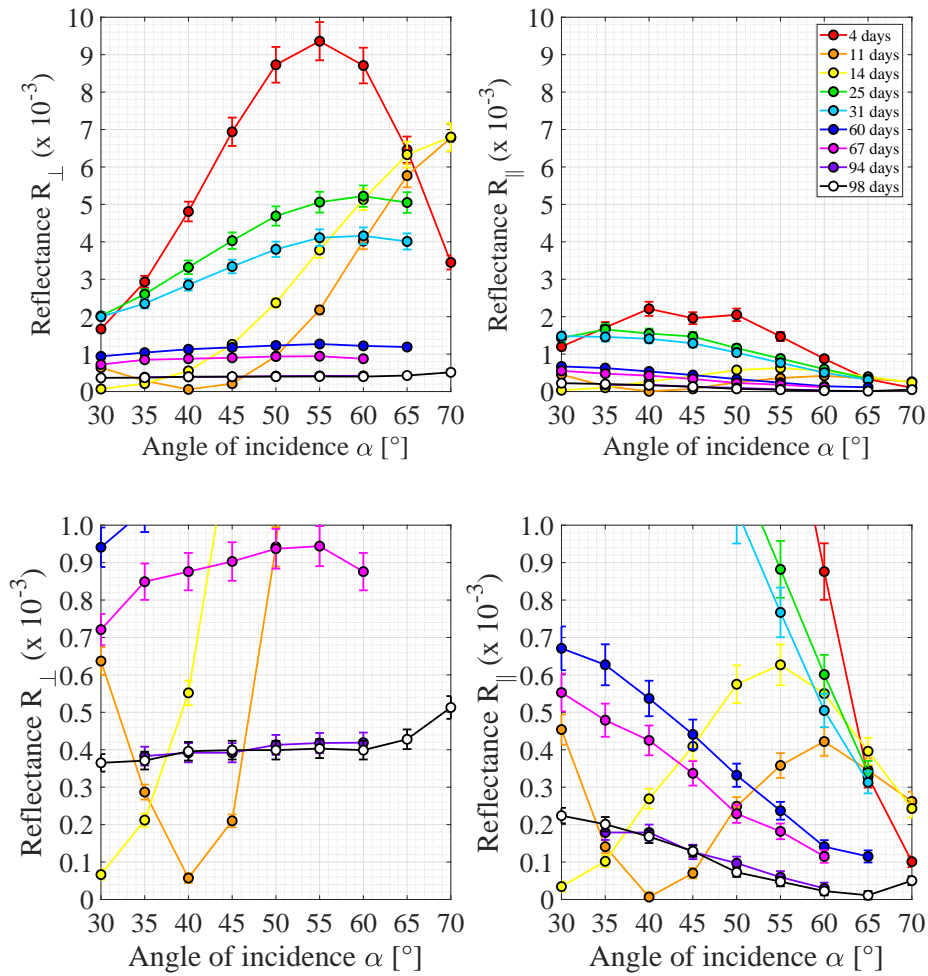 10
9
8
7
6
5
4
3
2
1
0
Reflectance R⊥ (x 10⁻³)
30 35 40 45 50 55 60 65 70
Angle of incidence α [°]
10
9
8
7
6
5
4
3
2
1
0
Reflectance R∥ (x 10⁻³)
30 35 40 45 50 55 60 65 70
Angle of incidence α [°]
4 days
11 days
14 days
25 days
31 days
60 days
67 days
94 days
98 days
1.0
0.9
0.8
0.7
0.6
0.5
0.4
0.3
0.2
0.1
0
Reflectance R⊥ (x 10⁻³)
30 35 40 45 50 55 60 65 70
Angle of incidence α [°]
1.0
0.9
0.8
0.7
0.6
0.5
0.4
0.3
0.2
0.1
0
Reflectance R∥ (x 10⁻³)
30 35 40 45 50 55 60 65 70
Angle of incidence α [°]